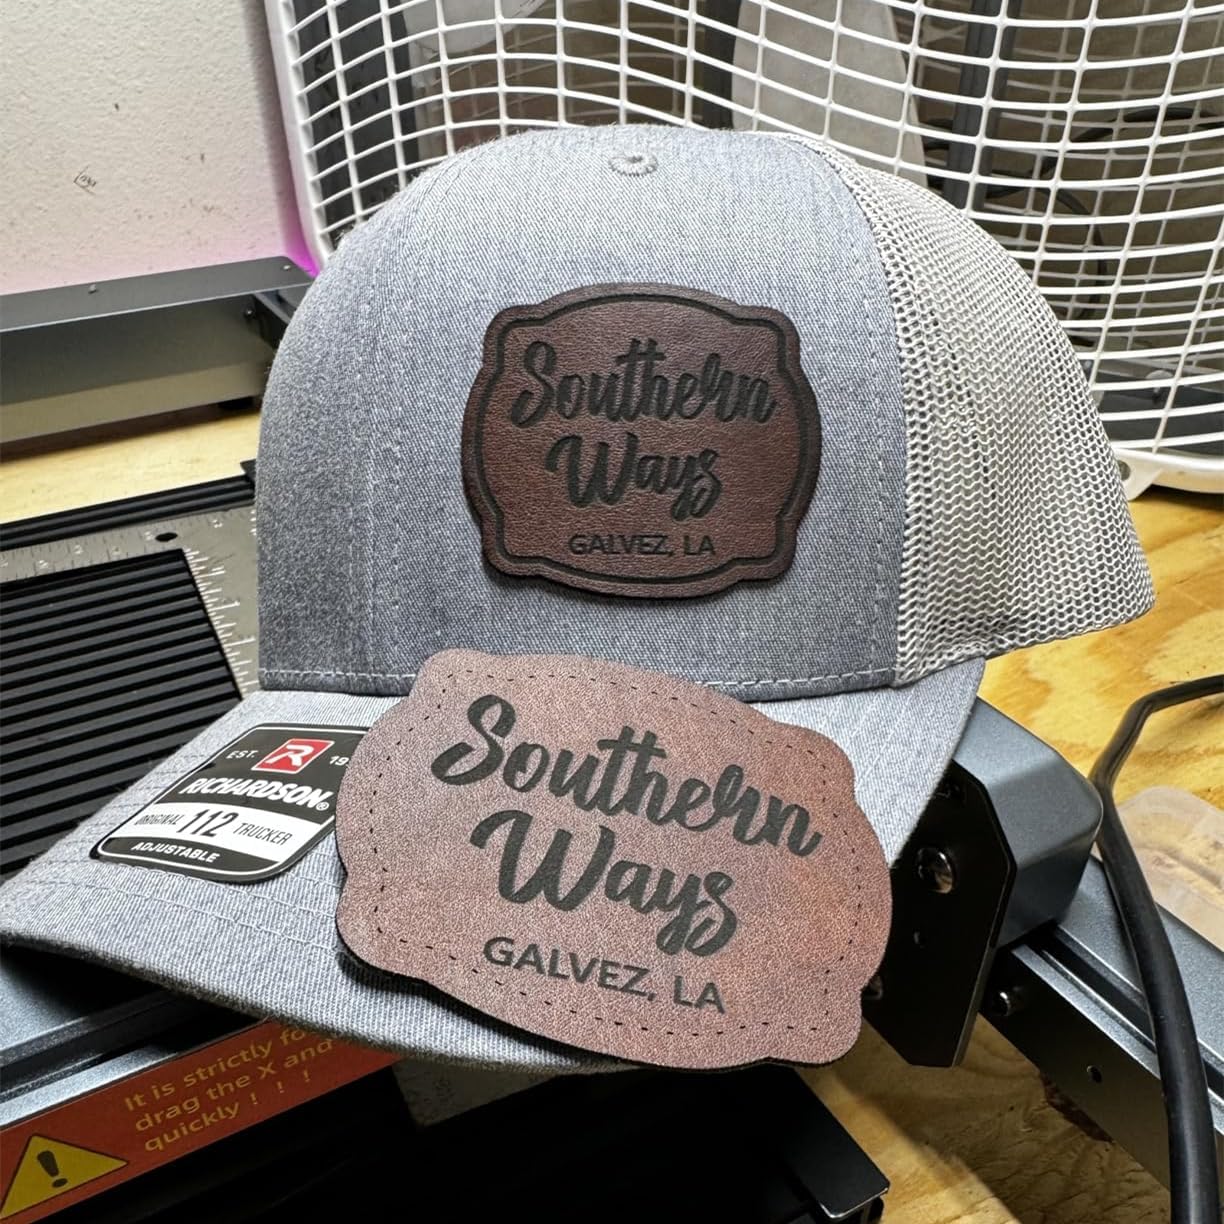 Southern
Ways
GALVEZ, LA
EST. R 19
RICHARDSON®
ORIGINAL 112 TRUCKER
ADJUSTABLE
Southern
Ways
GALVEZ, LA
It is strictly fo
drag the X and
quickly ! !